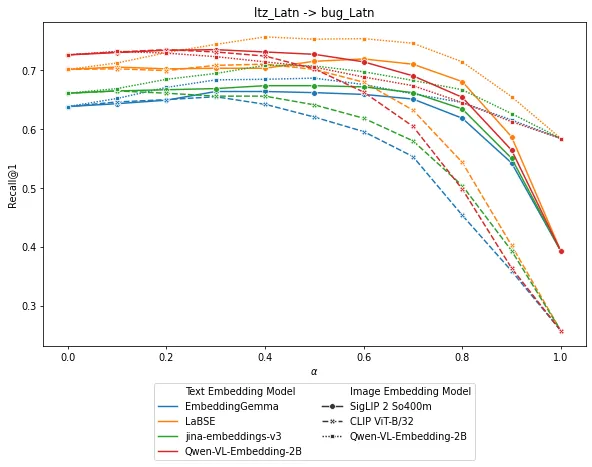 ltz_Latn -> bug_Latn
Recall@1
0.7
0.6
0.5
0.4
0.3
0.0 0.2 0.4 0.6 0.8 1.0
α
Text Embedding Model Image Embedding Model
EmbeddingGemma SigLIP 2 So400m
LaBSE CLIP ViT-B/32
jina-embeddings-v3 Qwen-VL-Embedding-2B
Qwen-VL-Embedding-2B